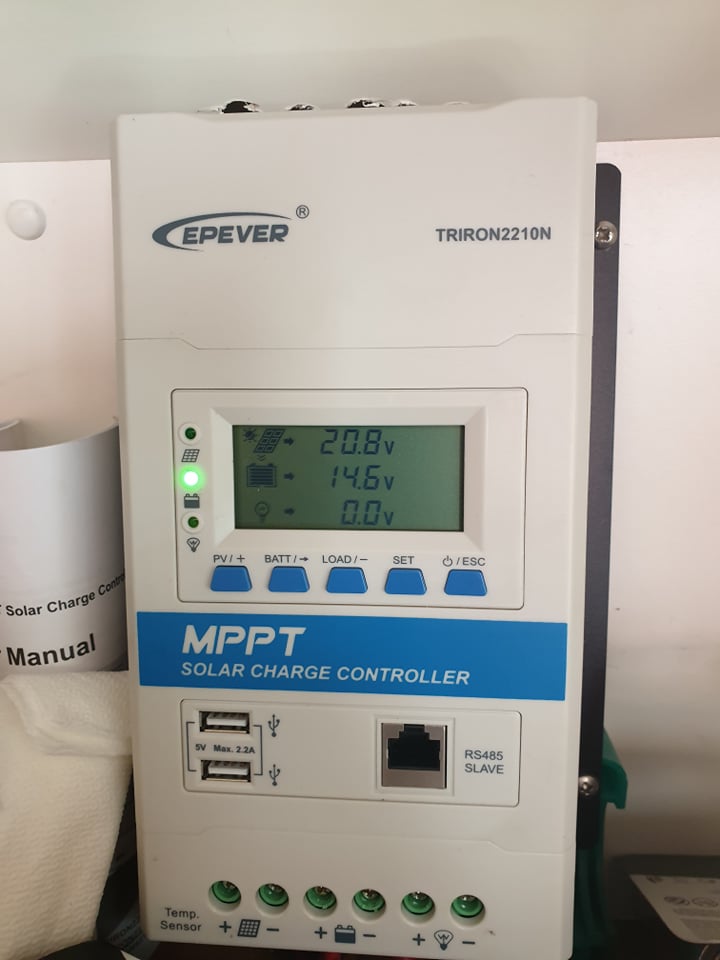 EPEVER ®
TRIRON2210N
20.8v
14.6v
0.0v
PV / + BATT / → LOAD / − SET ⏻ / ESC
MPPT
SOLAR CHARGE CONTROLLER
5V Max. 2.2A
RS485
SLAVE
Temp.
Sensor
+ − + − + −
Solar Charge
Manual